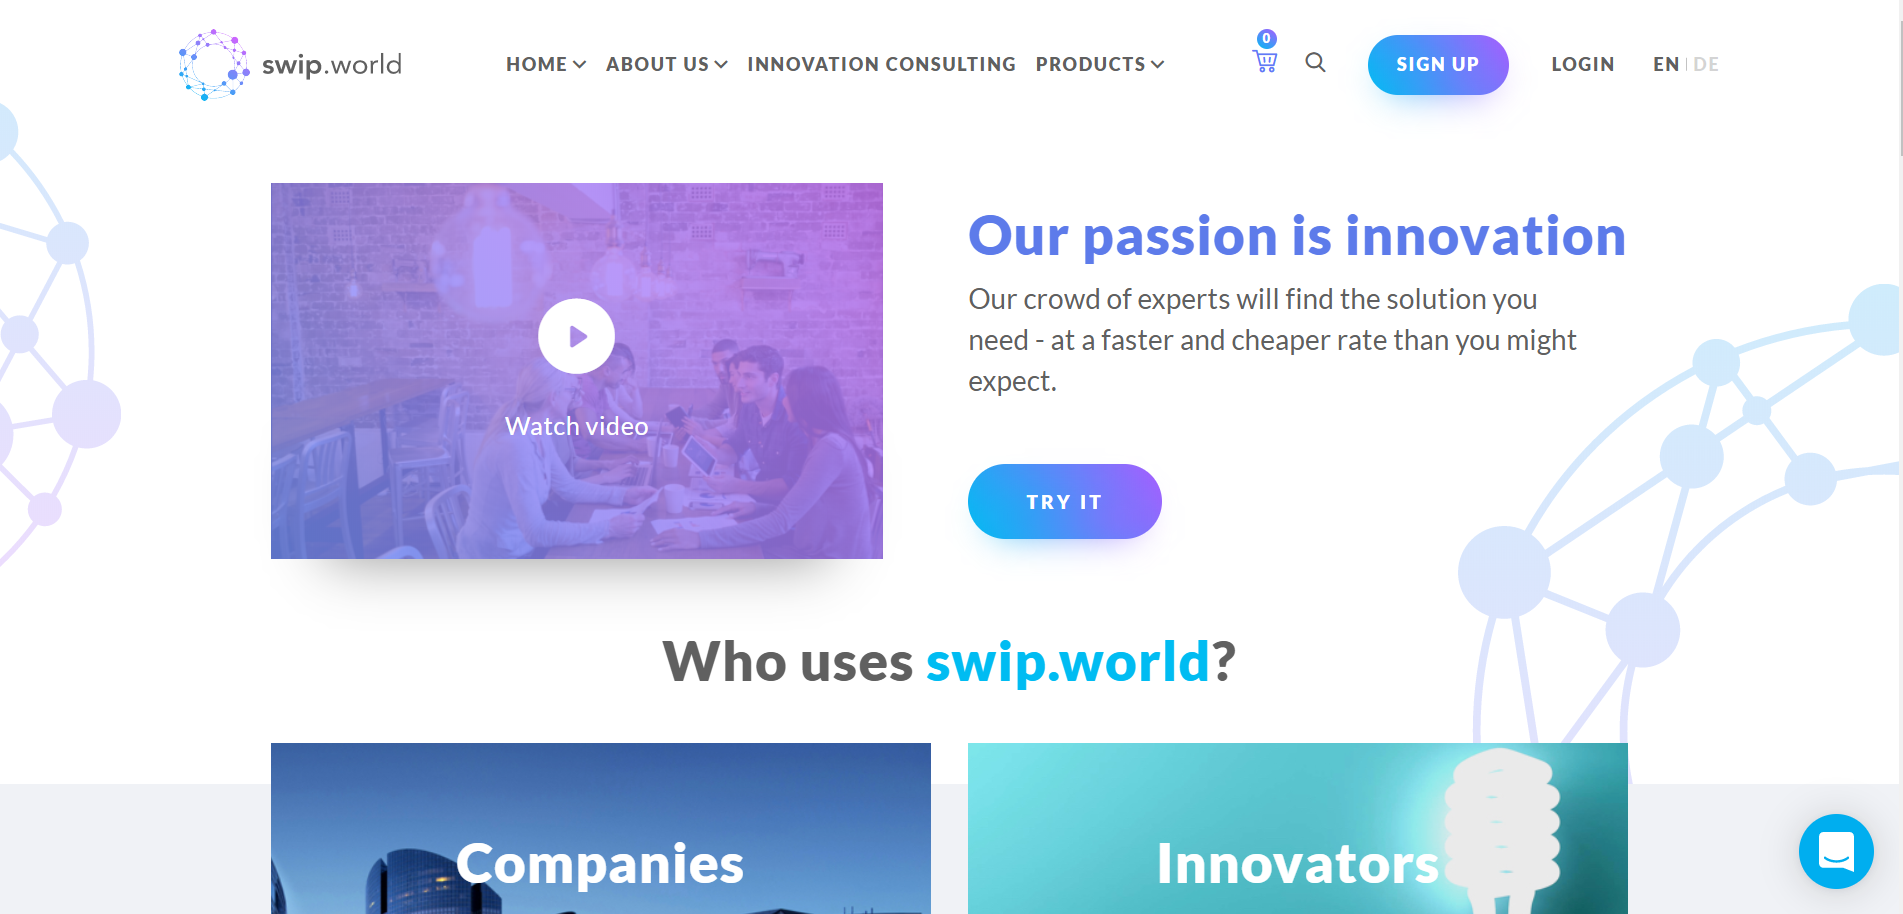 swip.world
HOME
ABOUT US
INNOVATION CONSULTING
PRODUCTS
0
SIGN UP
LOGIN
EN | DE
Watch video
Our passion is innovation
Our crowd of experts will find the solution you
need - at a faster and cheaper rate than you might
expect.
TRY IT
Who uses swip.world?
Companies
Innovators